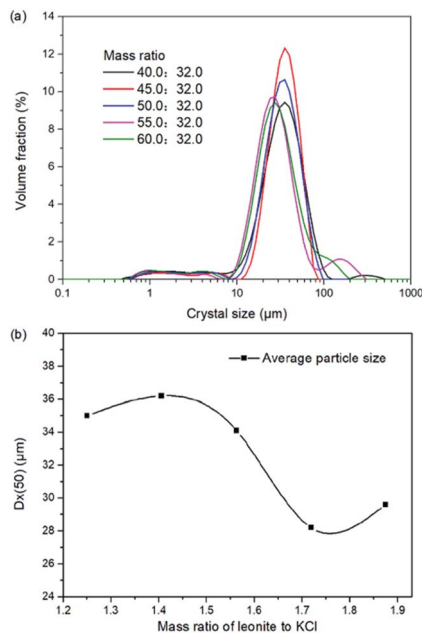 (a)
14
12
10
8
6
4
2
0
Volume fraction (%)
Mass ratio
40.0: 32.0
45.0: 32.0
50.0: 32.0
55.0: 32.0
60.0: 32.0
0.1 1 10 100 1000
Crystal size (μm)
(b)
40
38
36
34
32
30
28
26
24
Dx(50) (μm)
Average particle size
1.2 1.3 1.4 1.5 1.6 1.7 1.8 1.9
Mass ratio of leonite to KCl